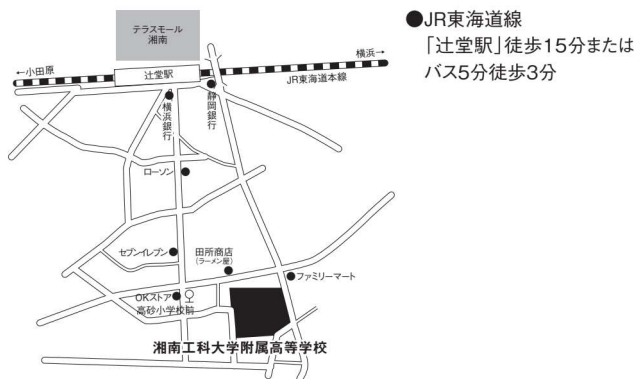 テラスモール
湘南
←小田原
横浜→
辻堂駅
JR東海道本線
横浜銀行
静岡銀行
ローソン
セブンイレブン
田所商店
(ラーメン屋)
ファミリーマート
OKストア
高砂小学校前
湘南工科大学附属高等学校
●JR東海道線
「辻堂駅」徒歩15分または
バス5分徒歩3分